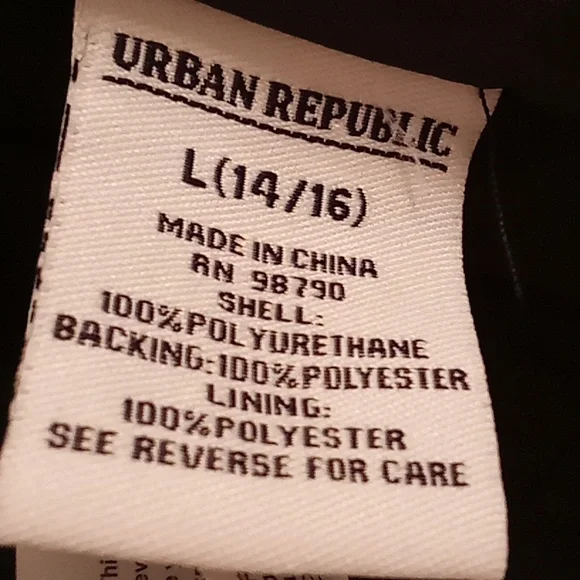 URBAN REPUBLIC
L(14/16)
MADE IN CHINA
RN 98790
SHELL:
100%POLYURETHANE
BACKING:100%POLYESTER
LINING:
100%POLYESTER
SEE REVERSE FOR CARE